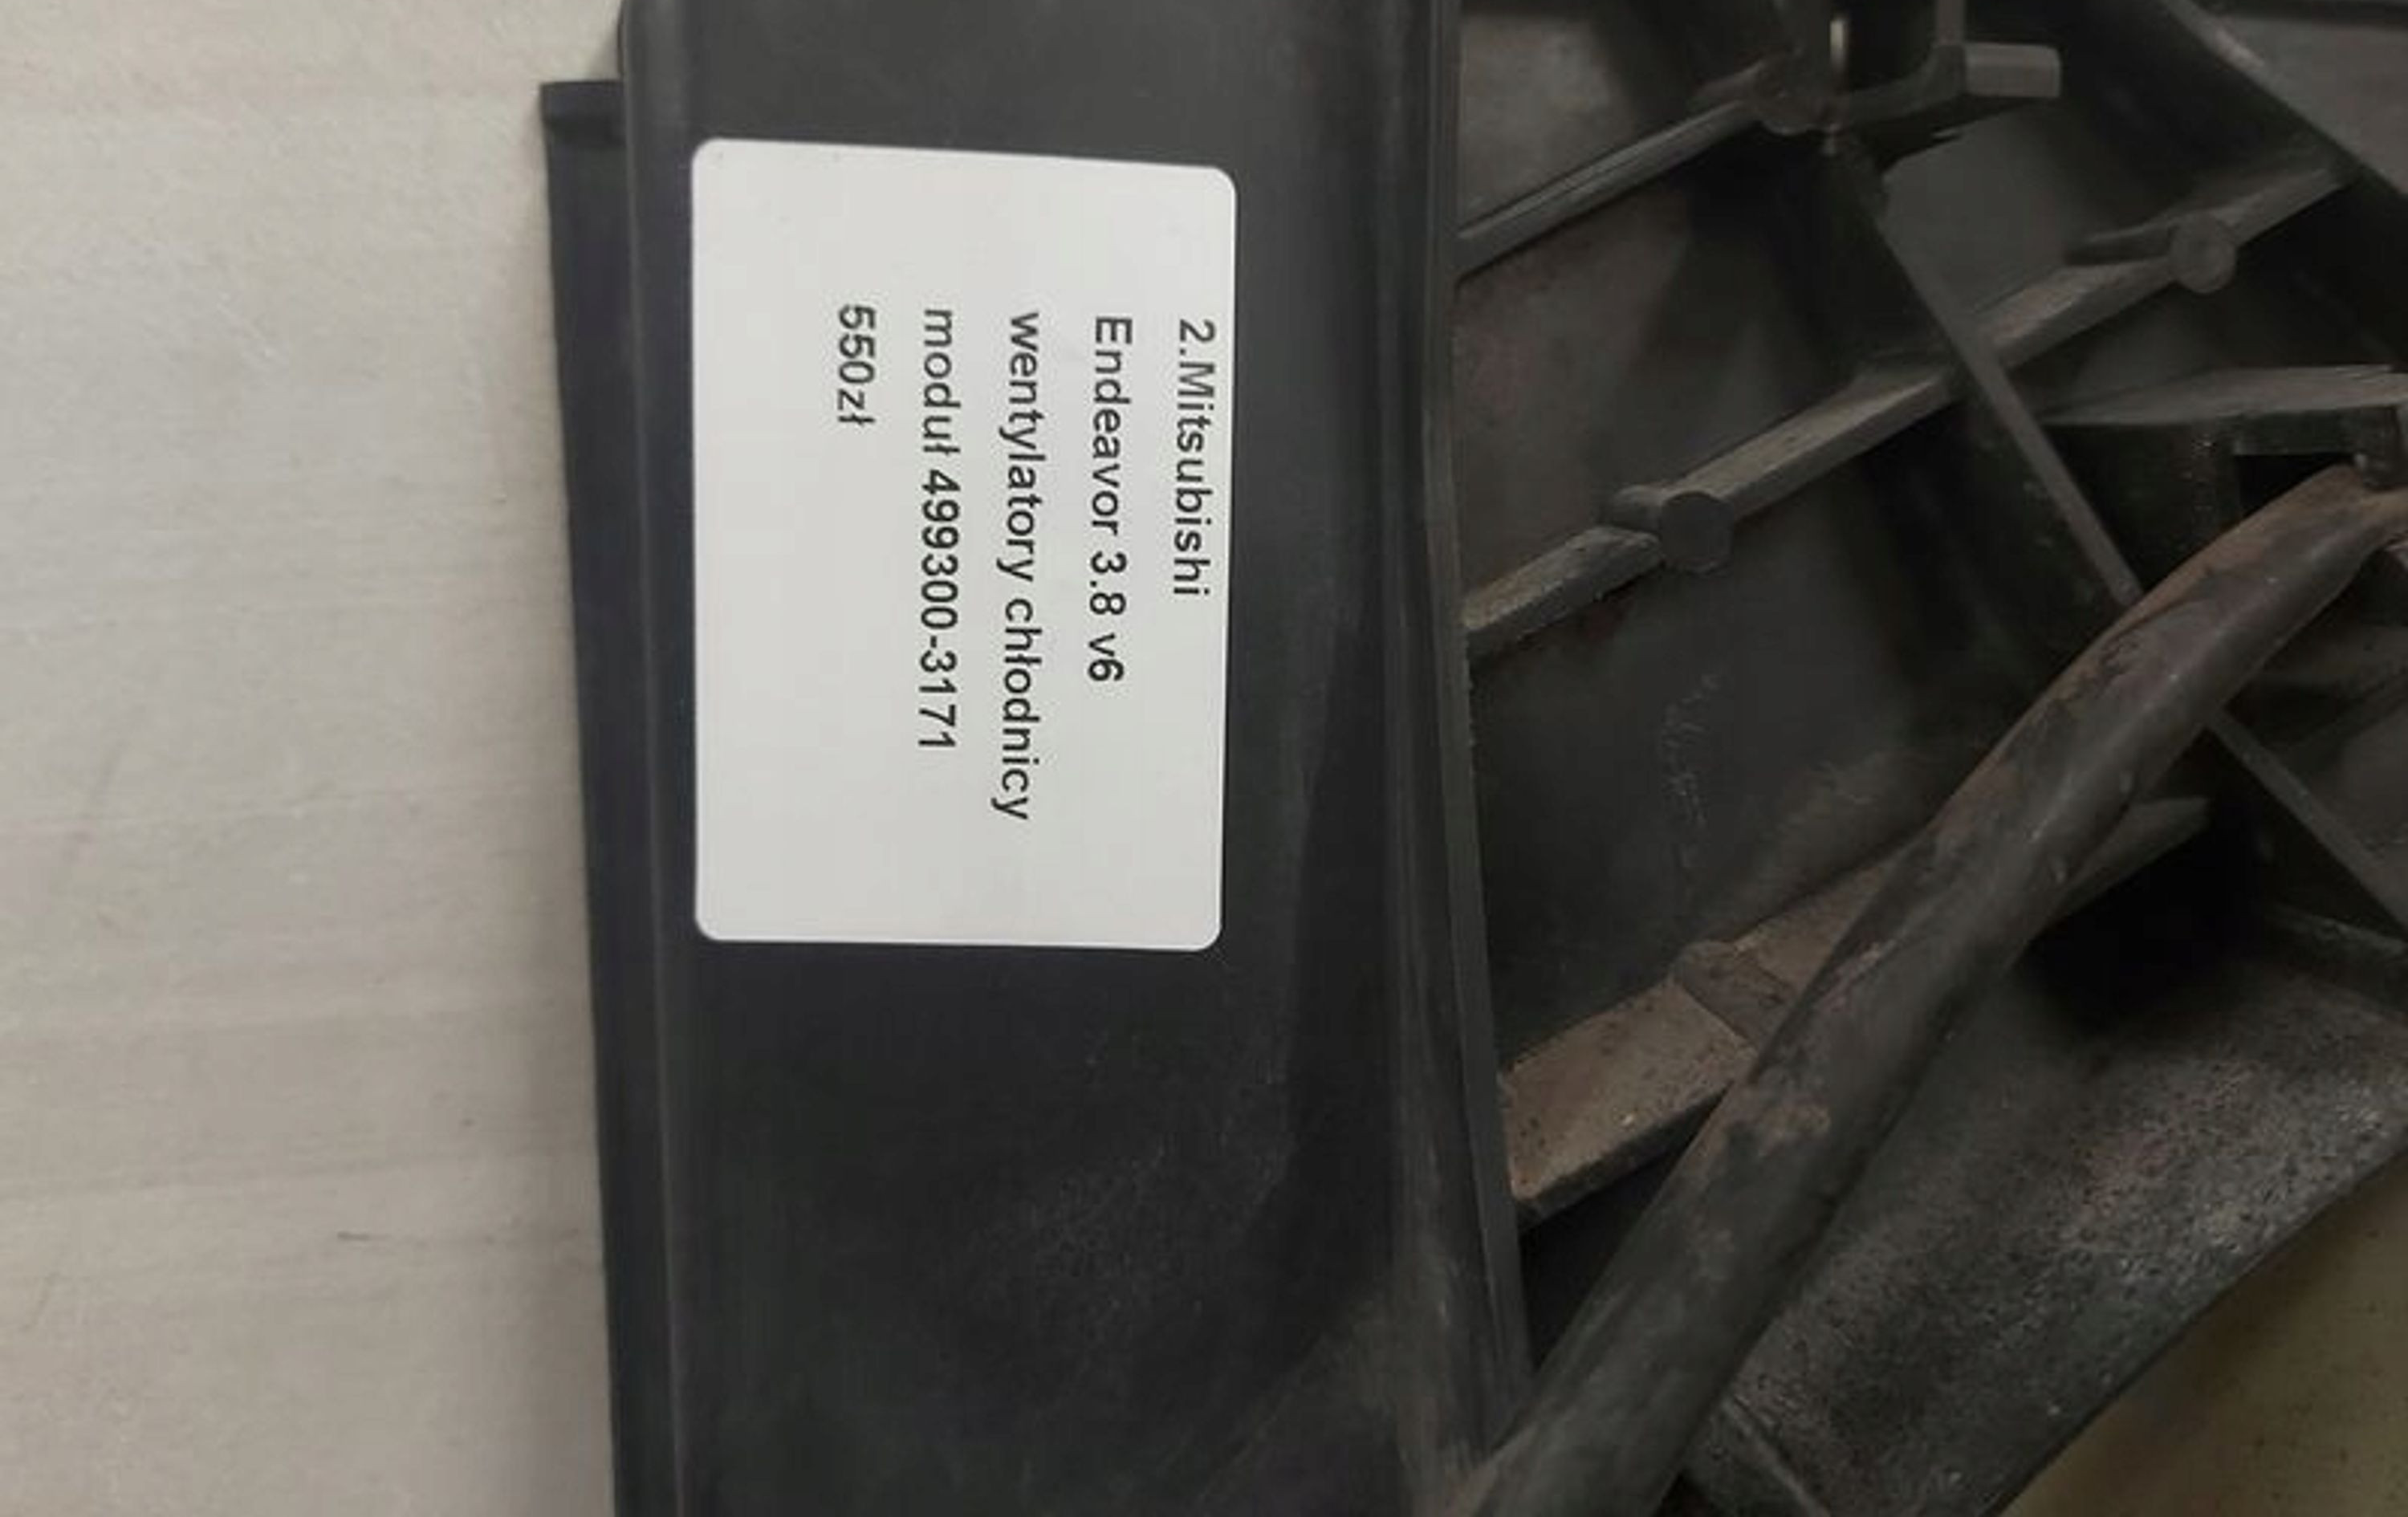 2.Mitsubishi
Endeavor 3.8 v6
wentylatory chłodnicy
moduł 499300-3171
550zł